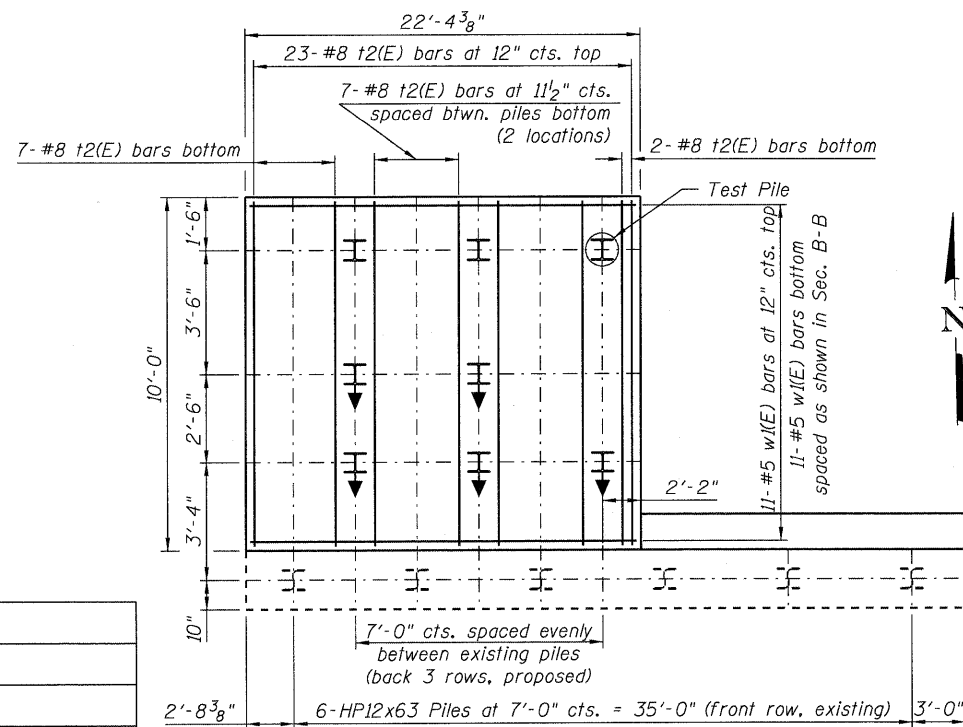 22'-4 3/8"
23- #8 t2(E) bars at 12" cts. top
7- #8 t2(E) bars at 11 1/2" cts.
spaced btwn. piles bottom
(2 locations)
7- #8 t2(E) bars bottom
2- #8 t2(E) bars bottom
Test Pile
1'-6"
3'-6"
10'-0"
2'-6"
3'-4"
10"
11- #5 w1(E) bars at 12" cts. top
11- #5 w1(E) bars bottom
spaced as shown in Sec. B-B
N
2'-2"
7'-0" cts. spaced evenly
between existing piles
(back 3 rows, proposed)
2'-8 3/8"
6-HP12x63 Piles at 7'-0" cts. = 35'-0" (front row, existing)
3'-0"